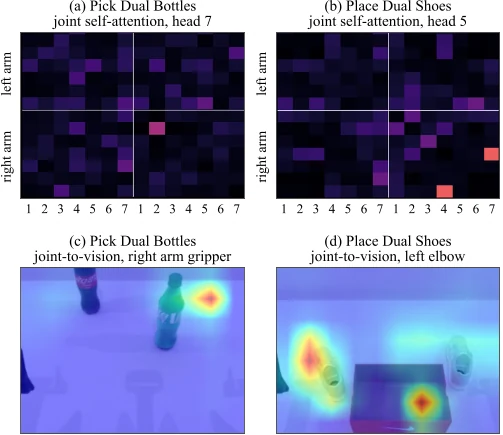 (a) Pick Dual Bottles
joint self-attention, head 7
(b) Place Dual Shoes
joint self-attention, head 5
left arm
right arm
left arm
right arm
1 2 3 4 5 6 7 1 2 3 4 5 6 7
1 2 3 4 5 6 7 1 2 3 4 5 6 7
(c) Pick Dual Bottles
joint-to-vision, right arm gripper
(d) Place Dual Shoes
joint-to-vision, left elbow